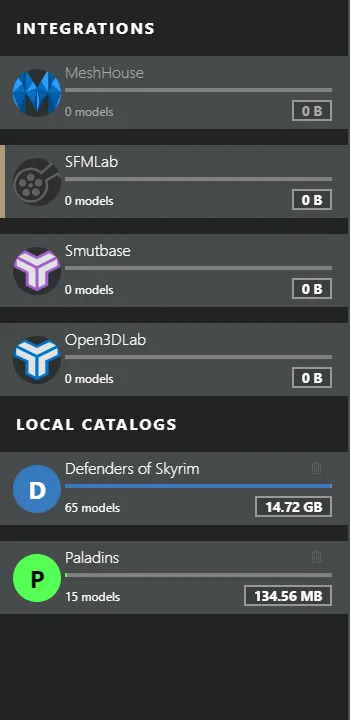 INTEGRATIONS
MeshHouse
0 models
0 B
SFMLab
0 models
0 B
Smutbase
0 models
0 B
Open3DLab
0 models
0 B
LOCAL CATALOGS
D
Defenders of Skyrim
65 models
14.72 GB
P
Paladins
15 models
134.56 MB